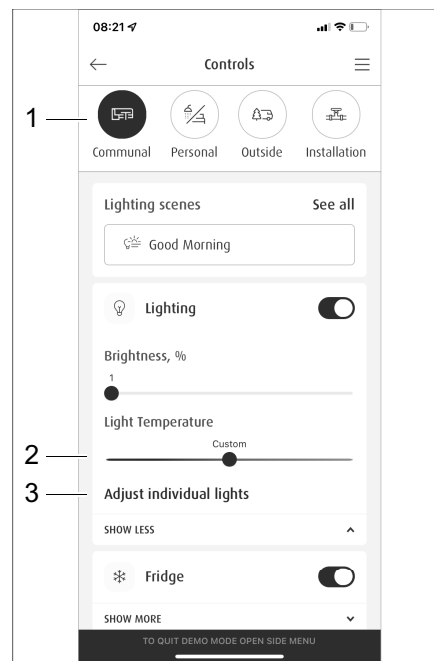 08:21
Controls
1
Communal Personal Outside Installation
Lighting scenes See all
Good Morning
Lighting
Brightness, %
1
Light Temperature
Custom
2
3 Adjust individual lights
SHOW LESS
Fridge
SHOW MORE
TO QUIT DEMO MODE OPEN SIDE MENU